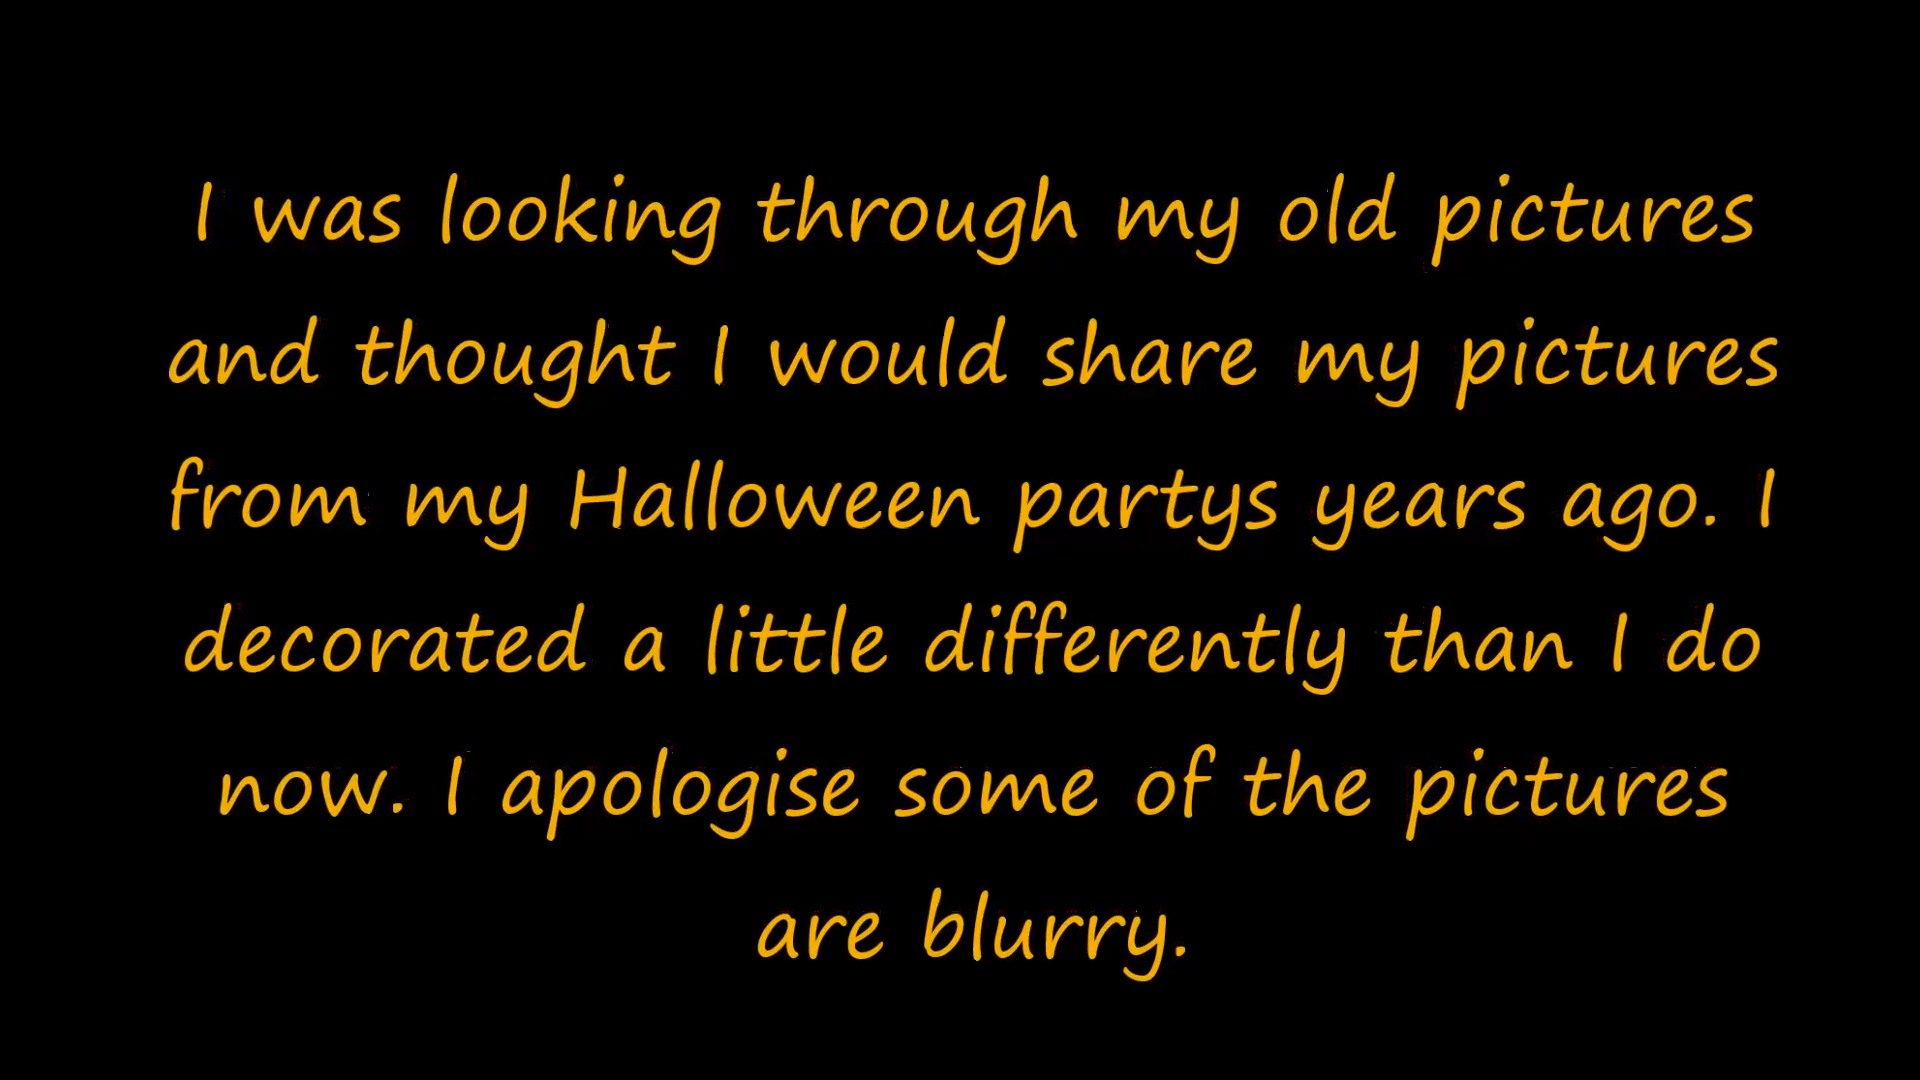 I was looking through my old pictures
and thought I would share my pictures
from my Halloween partys years ago. I
decorated a little differently than I do
now. I apologise some of the pictures
are blurry.